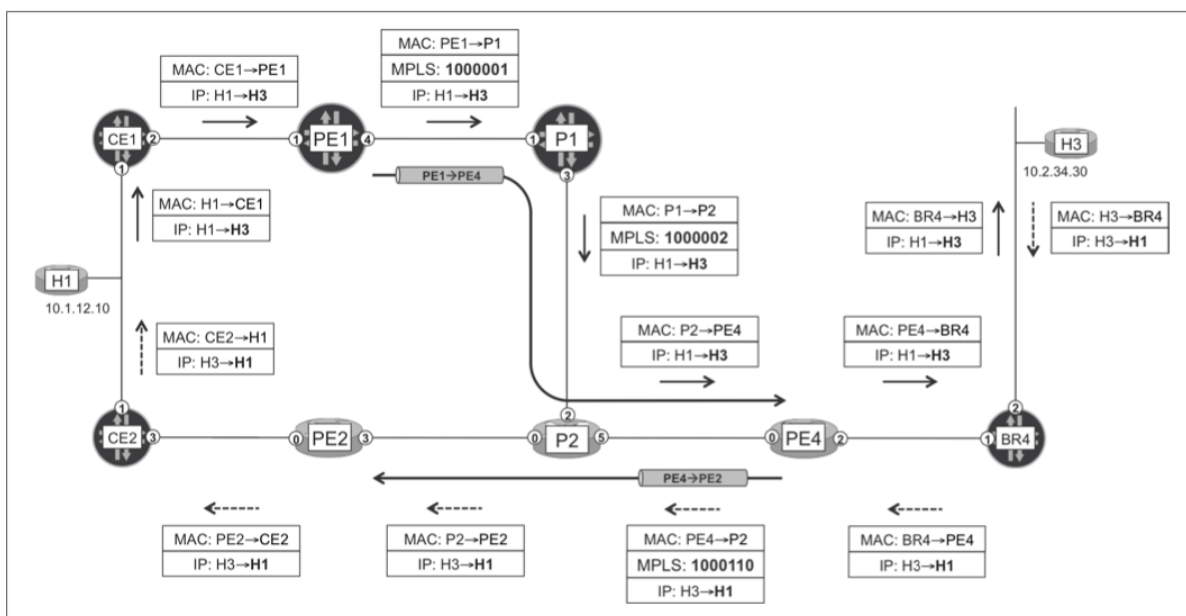 MAC: PE1→P1
MPLS: 1000001
IP: H1→H3
MAC: CE1→PE1
IP: H1→H3
CE1
2
1
1
PE1
4
1
P1
3
PE1→PE4
H3
10.2.34.30
MAC: H1→CE1
IP: H1→H3
MAC: P1→P2
MPLS: 1000002
IP: H1→H3
MAC: BR4→H3
IP: H1→H3
MAC: H3→BR4
IP: H3→H1
H1
10.1.12.10
MAC: CE2→H1
IP: H3→H1
MAC: P2→PE4
IP: H1→H3
MAC: PE4→BR4
IP: H1→H3
1
CE2
3
0
PE2
3
2
0
P2
5
0
PE4
2
2
1
BR4
PE4→PE2
MAC: PE2→CE2
IP: H3→H1
MAC: P2→PE2
IP: H3→H1
MAC: PE4→P2
MPLS: 1000110
IP: H3→H1
MAC: BR4→PE4
IP: H3→H1